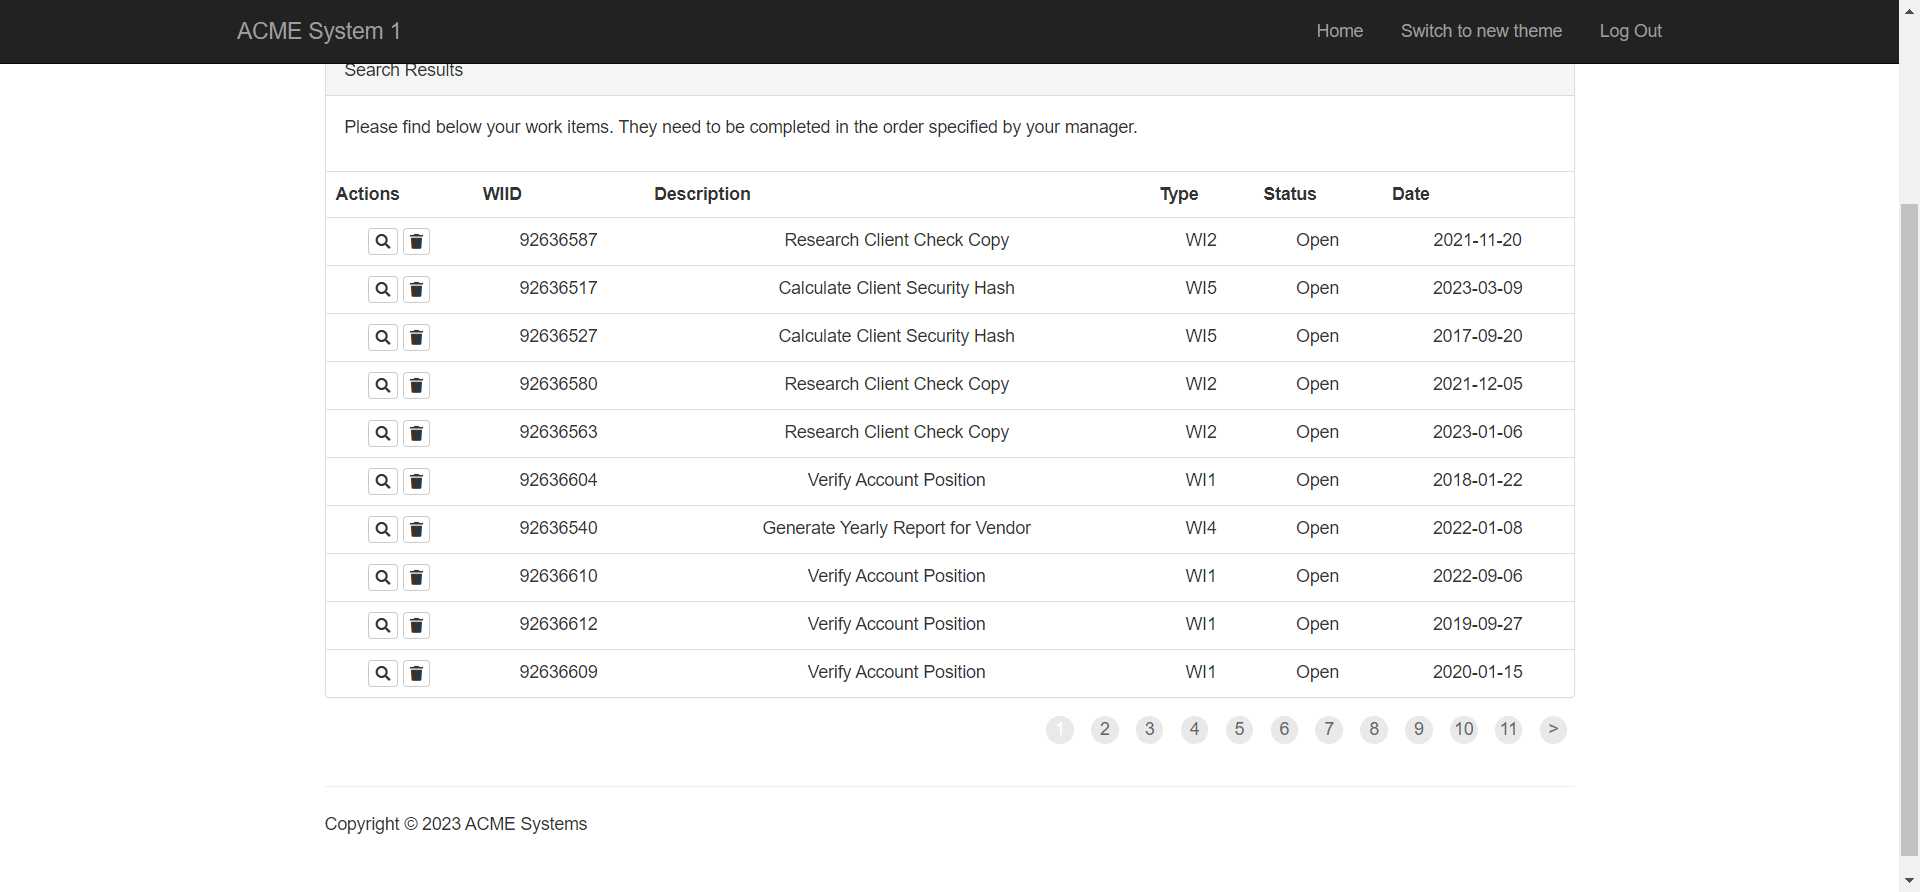 ACME System 1 Home Switch to new theme Log Out
Search Results
Please find below your work items. They need to be completed in the order specified by your manager.
Actions WIID Description Type Status Date
92636587 Research Client Check Copy WI2 Open 2021-11-20
92636517 Calculate Client Security Hash WI5 Open 2023-03-09
92636527 Calculate Client Security Hash WI5 Open 2017-09-20
92636580 Research Client Check Copy WI2 Open 2021-12-05
92636563 Research Client Check Copy WI2 Open 2023-01-06
92636604 Verify Account Position WI1 Open 2018-01-22
92636540 Generate Yearly Report for Vendor WI4 Open 2022-01-08
92636610 Verify Account Position WI1 Open 2022-09-06
92636612 Verify Account Position WI1 Open 2019-09-27
92636609 Verify Account Position WI1 Open 2020-01-15
1 2 3 4 5 6 7 8 9 10 11 >
Copyright © 2023 ACME Systems